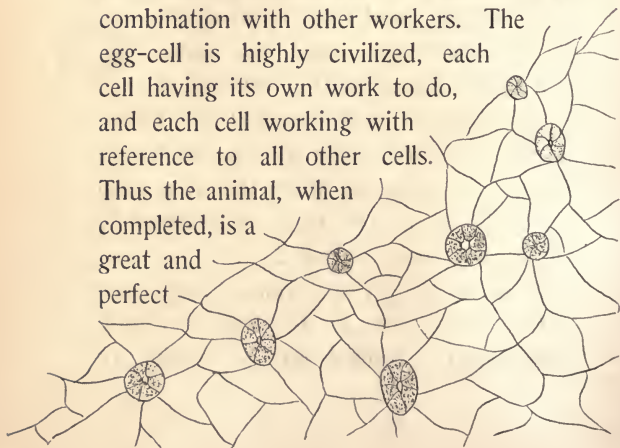 combination with other workers. The
egg-cell is highly civilized, each
cell having its own work to do,
and each cell working with
reference to all other cells.
Thus the animal, when
completed, is a
great and
perfect